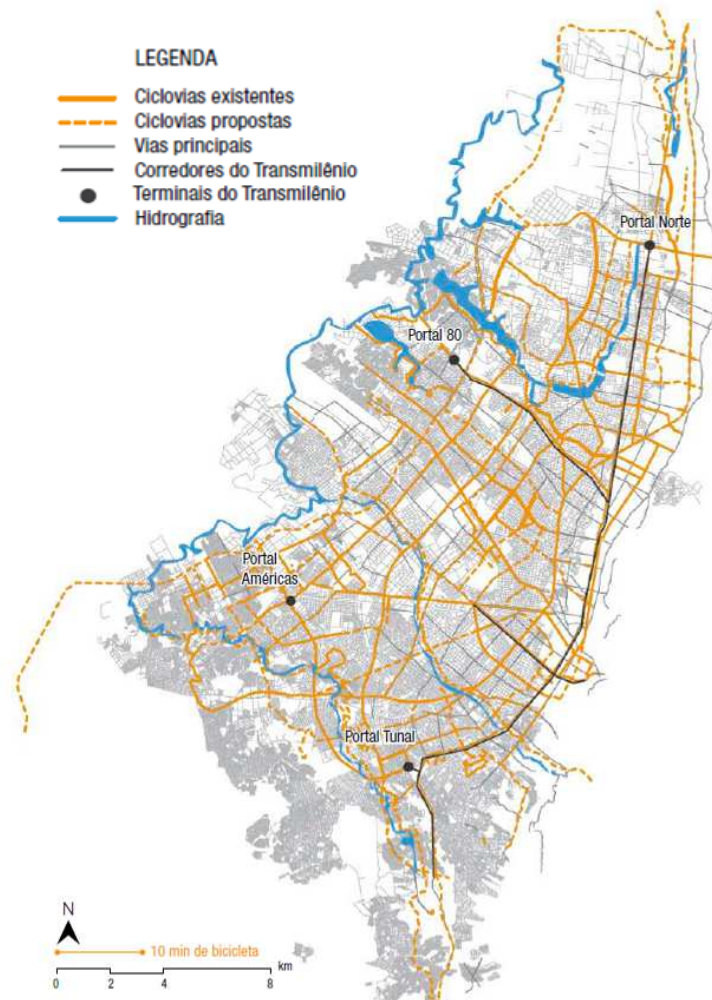 LEGENDA
Ciclovias existentes
Ciclovias propostas
Vias principais
Corredores do Transmilênio
Terminais do Transmilênio
Hidrografia
Portal Norte
Portal 80
Portal
Américas
Portal Tunal
N
10 min de bicicleta
km
0 2 4 8